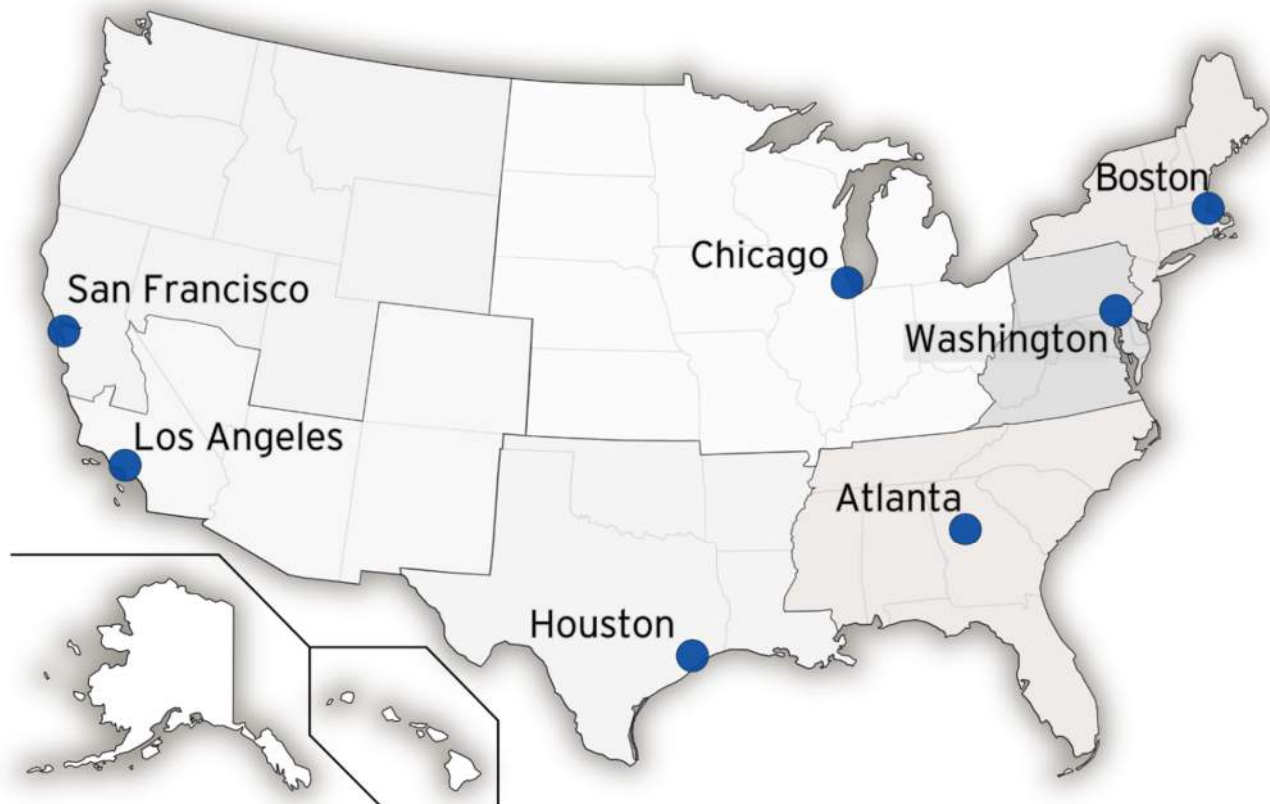 Boston
Chicago
San Francisco
Washington
Los Angeles
Atlanta
Houston